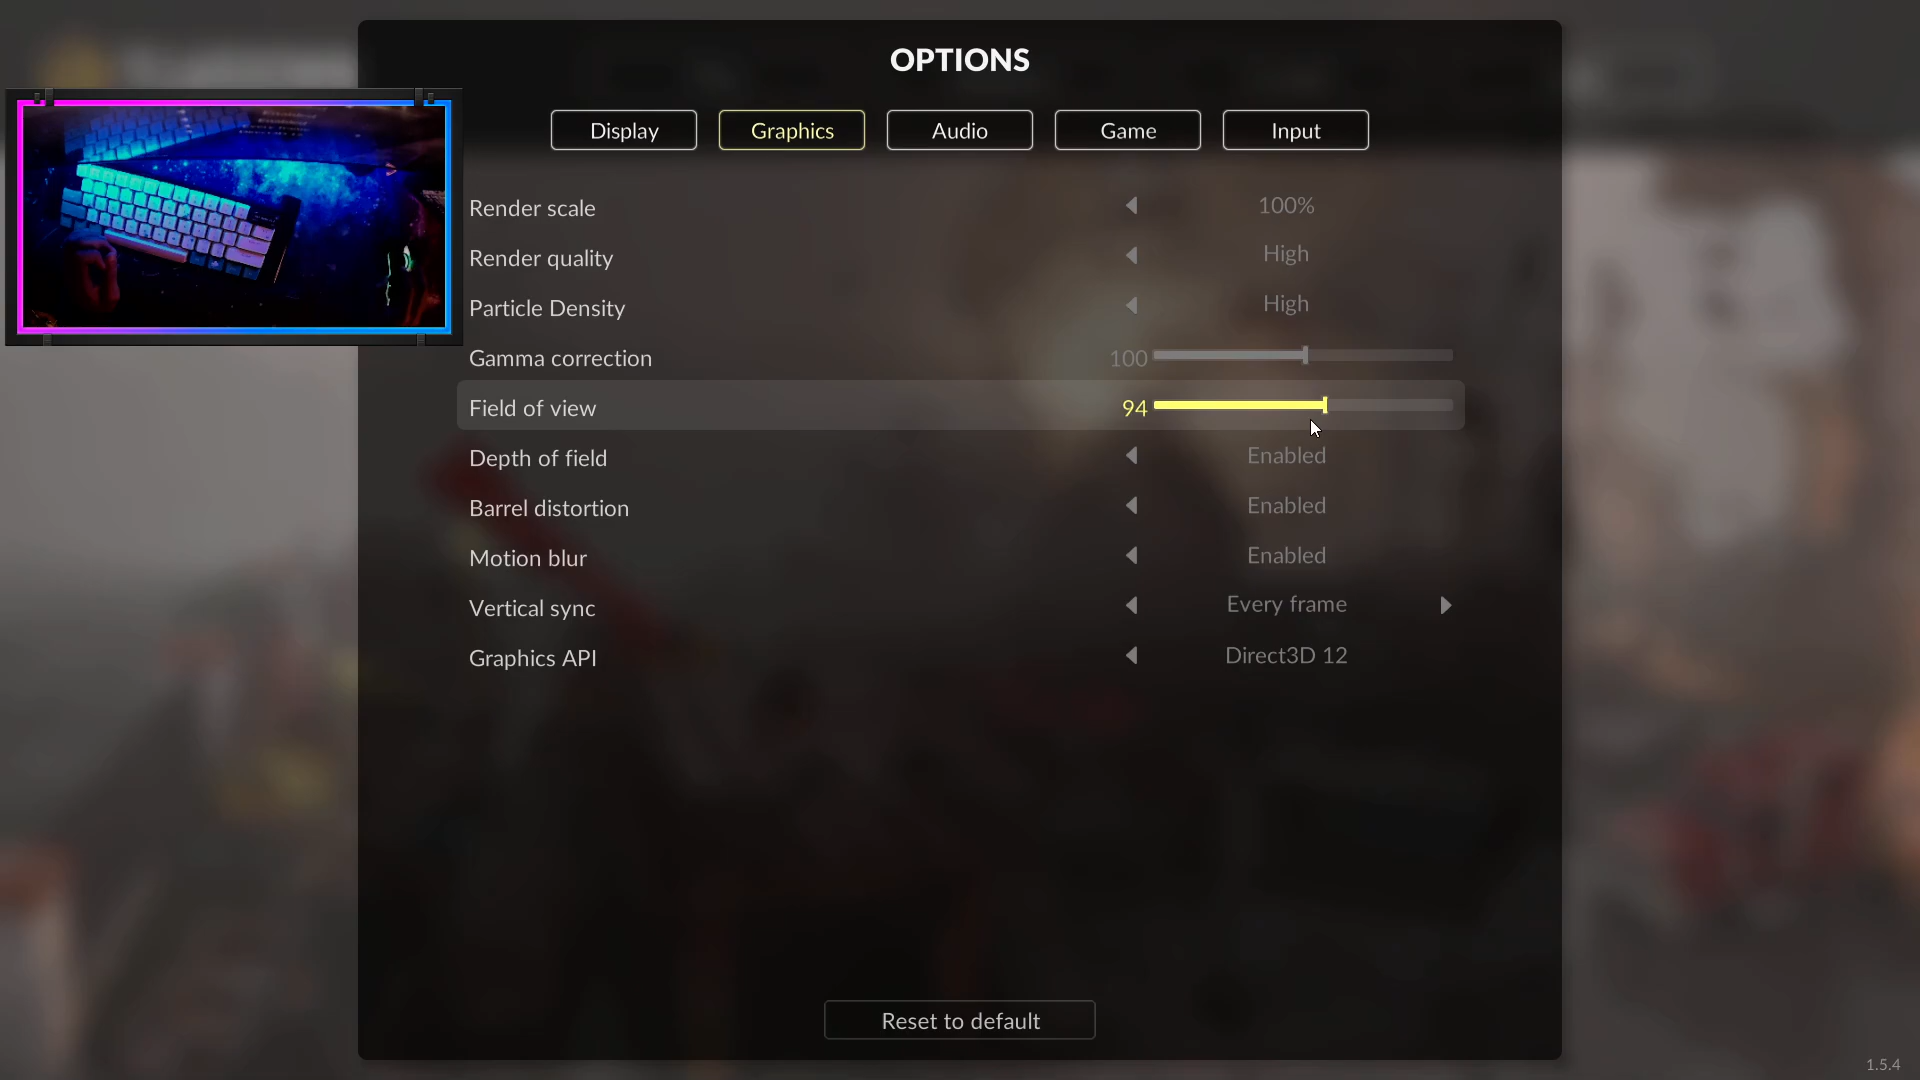 OPTIONS
Display
Graphics
Audio
Game
Input
Render scale 100%
Render quality High
Particle Density High
Gamma correction 100
Field of view 94
Depth of field Enabled
Barrel distortion Enabled
Motion blur Enabled
Vertical sync Every frame
Graphics API Direct3D 12
Reset to default
1.5.4